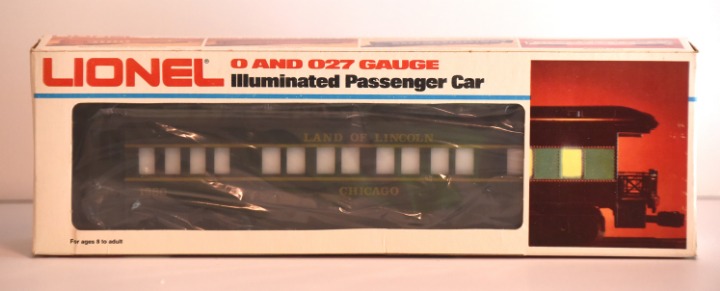 LIONEL
O AND O27 GAUGE
Illuminated Passenger Car
LAND OF LINCOLN
CHICAGO
For ages 8 to adult